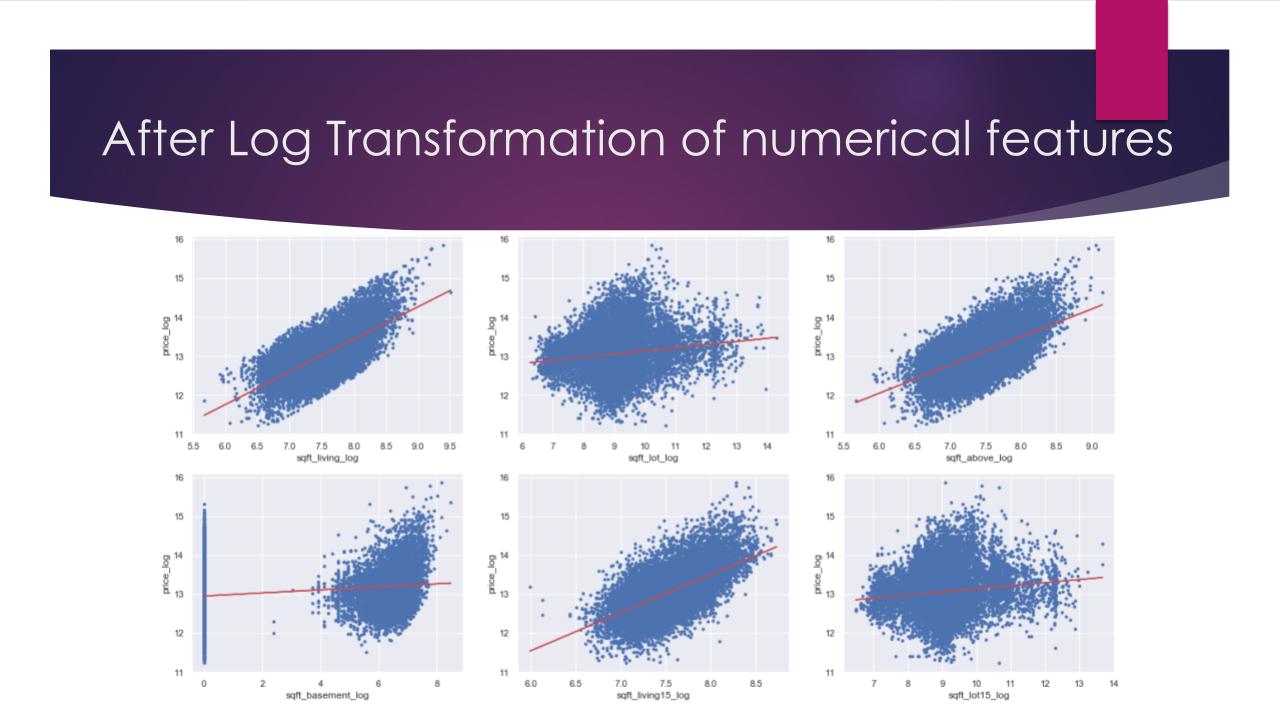 After Log Transformation of numerical features
16
15
14
13
12
11
price_log
5.5 6.0 6.5 7.0 7.5 8.0 8.5 9.0 9.5
sqft_living_log
16
15
14
13
12
11
price_log
6 7 8 9 10 11 12 13 14
sqft_lot_log
16
15
14
13
12
11
price_log
5.5 6.0 6.5 7.0 7.5 8.0 8.5 9.0
sqft_above_log
16
15
14
13
12
11
price_log
0 2 4 6 8
sqft_basement_log
16
15
14
13
12
11
price_log
6.0 6.5 7.0 7.5 8.0 8.5
sqft_living15_log
16
15
14
13
12
11
price_log
7 8 9 10 11 12 13 14
sqft_lot15_log